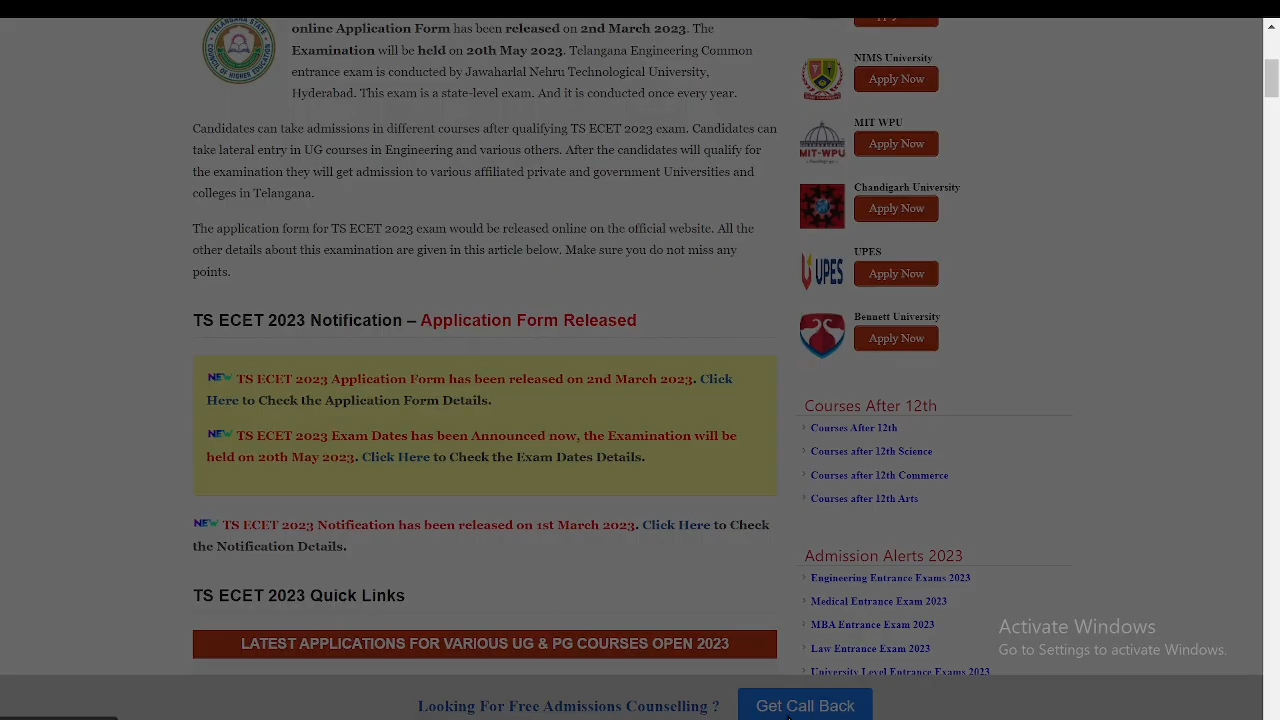 online Application Form has been released on 2nd March 2023. The
Examination will be held on 20th May 2023. Telangana Engineering Common
entrance exam is conducted by Jawaharlal Nehru Technological University,
Hyderabad. This exam is a state-level exam. And it is conducted once every year.
Candidates can take admissions in different courses after qualifying TS ECET 2023 exam. Candidates can
take lateral entry in UG courses in Engineering and various others. After the candidates will qualify for
the examination they will get admission to various affiliated private and government Universities and
colleges in Telangana.
The application form for TS ECET 2023 exam would be released online on the official website. All the
other details about this examination are given in this article below. Make sure you do not miss any
points.
TS ECET 2023 Notification – Application Form Released
NEW TS ECET 2023 Application Form has been released on 2nd March 2023. Click
Here to Check the Application Form Details.
NEW TS ECET 2023 Exam Dates has been Announced now, the Examination will be
held on 20th May 2023. Click Here to Check the Exam Dates Details.
NEW TS ECET 2023 Notification has been released on 1st March 2023. Click Here to Check
the Notification Details.
TS ECET 2023 Quick Links
LATEST APPLICATIONS FOR VARIOUS UG & PG COURSES OPEN 2023
Apply Now
NIMS University
Apply Now
MIT WPU
MIT-WPU
Apply Now
Chandigarh University
Apply Now
UPES
UPES
Apply Now
Bennett University
Apply Now
Courses After 12th
Courses After 12th
Courses after 12th Science
Courses after 12th Commerce
Courses after 12th Arts
Admission Alerts 2023
Engineering Entrance Exams 2023
Medical Entrance Exam 2023
MBA Entrance Exam 2023
Law Entrance Exam 2023
University Level Entrance Exams 2023
Activate Windows
Go to Settings to activate Windows.
Looking For Free Admissions Counselling ?
Get Call Back